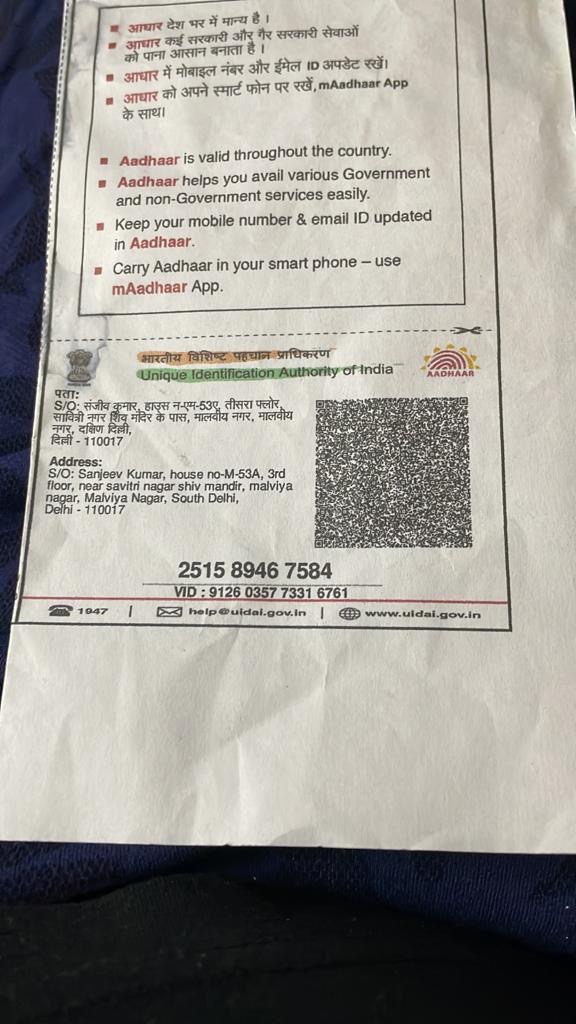 ■ आधार देश भर में मान्य है ।
■ आधार कई सरकारी और गैर सरकारी सेवाओं
को पाना आसान बनाता है ।
■ आधार में मोबाइल नंबर और ईमेल ID अपडेट रखें।
■ आधार को अपने स्मार्ट फोन पर रखें, mAadhaar App
के साथ।
■ Aadhaar is valid throughout the country.
■ Aadhaar helps you avail various Government
and non-Government services easily.
■ Keep your mobile number & email ID updated
in Aadhaar.
■ Carry Aadhaar in your smart phone – use
mAadhaar App.
भारतीय विशिष्ट पहचान प्राधिकरण
Unique Identification Authority of India
AADHAAR
पता:
S/O: संजीव कुमार, हाउस न-एम-53ए, तीसरा फ्लोर,
सावित्री नगर शिव मंदिर के पास, मालवीय नगर, मालवीय
नगर, दक्षिण दिल्ली,
दिल्ली - 110017
Address:
S/O: Sanjeev Kumar, house no-M-53A, 3rd
floor, near savitri nagar shiv mandir, malviya
nagar, Malviya Nagar, South Delhi,
Delhi - 110017
2515 8946 7584
VID : 9126 0357 7331 6761
1947 | help@uidai.gov.in | www.uidai.gov.in